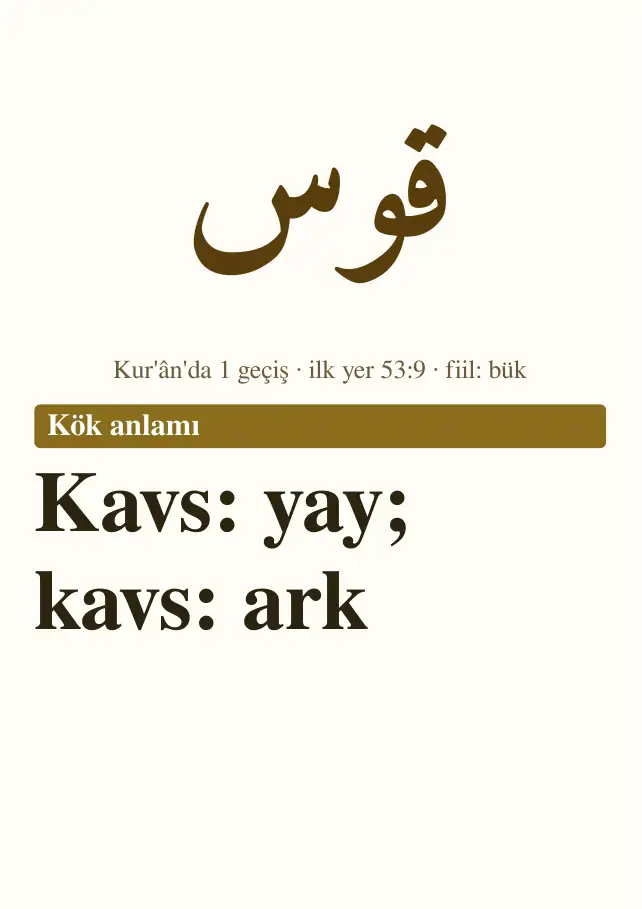 قوس
Kur'ân'da 1 geçiş · ilk yer 53:9 · fiil: bük
Kök anlamı
Kavs: yay;
kavs: ark